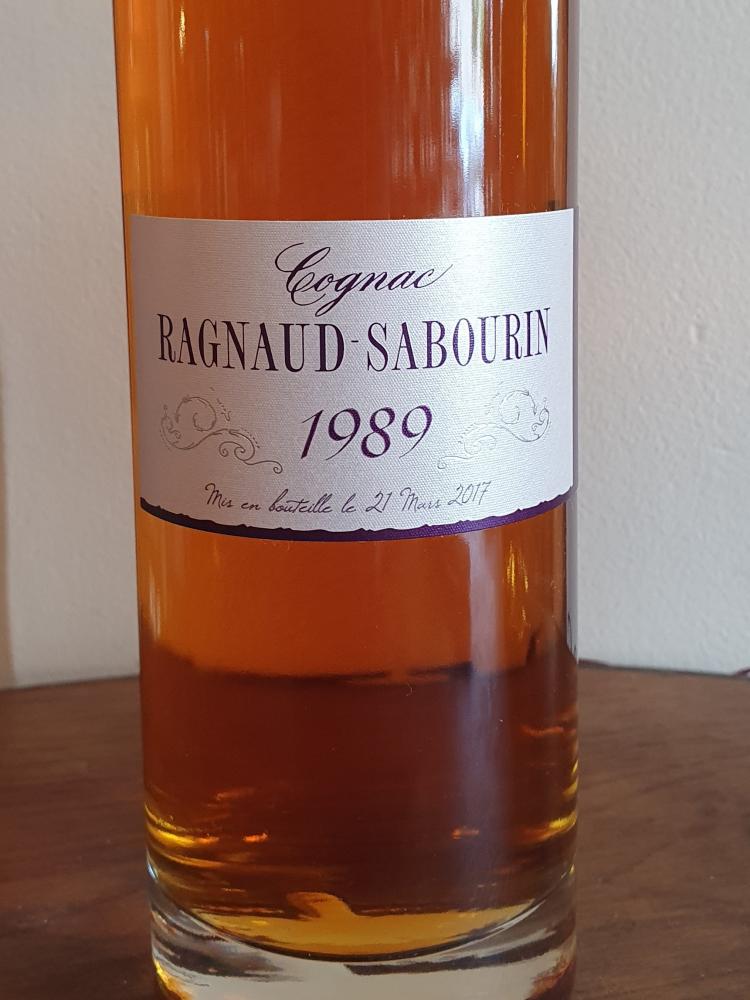 Cognac
RAGNAUD-SABOURIN
1989
Mis en bouteille le 21 Mars 2017